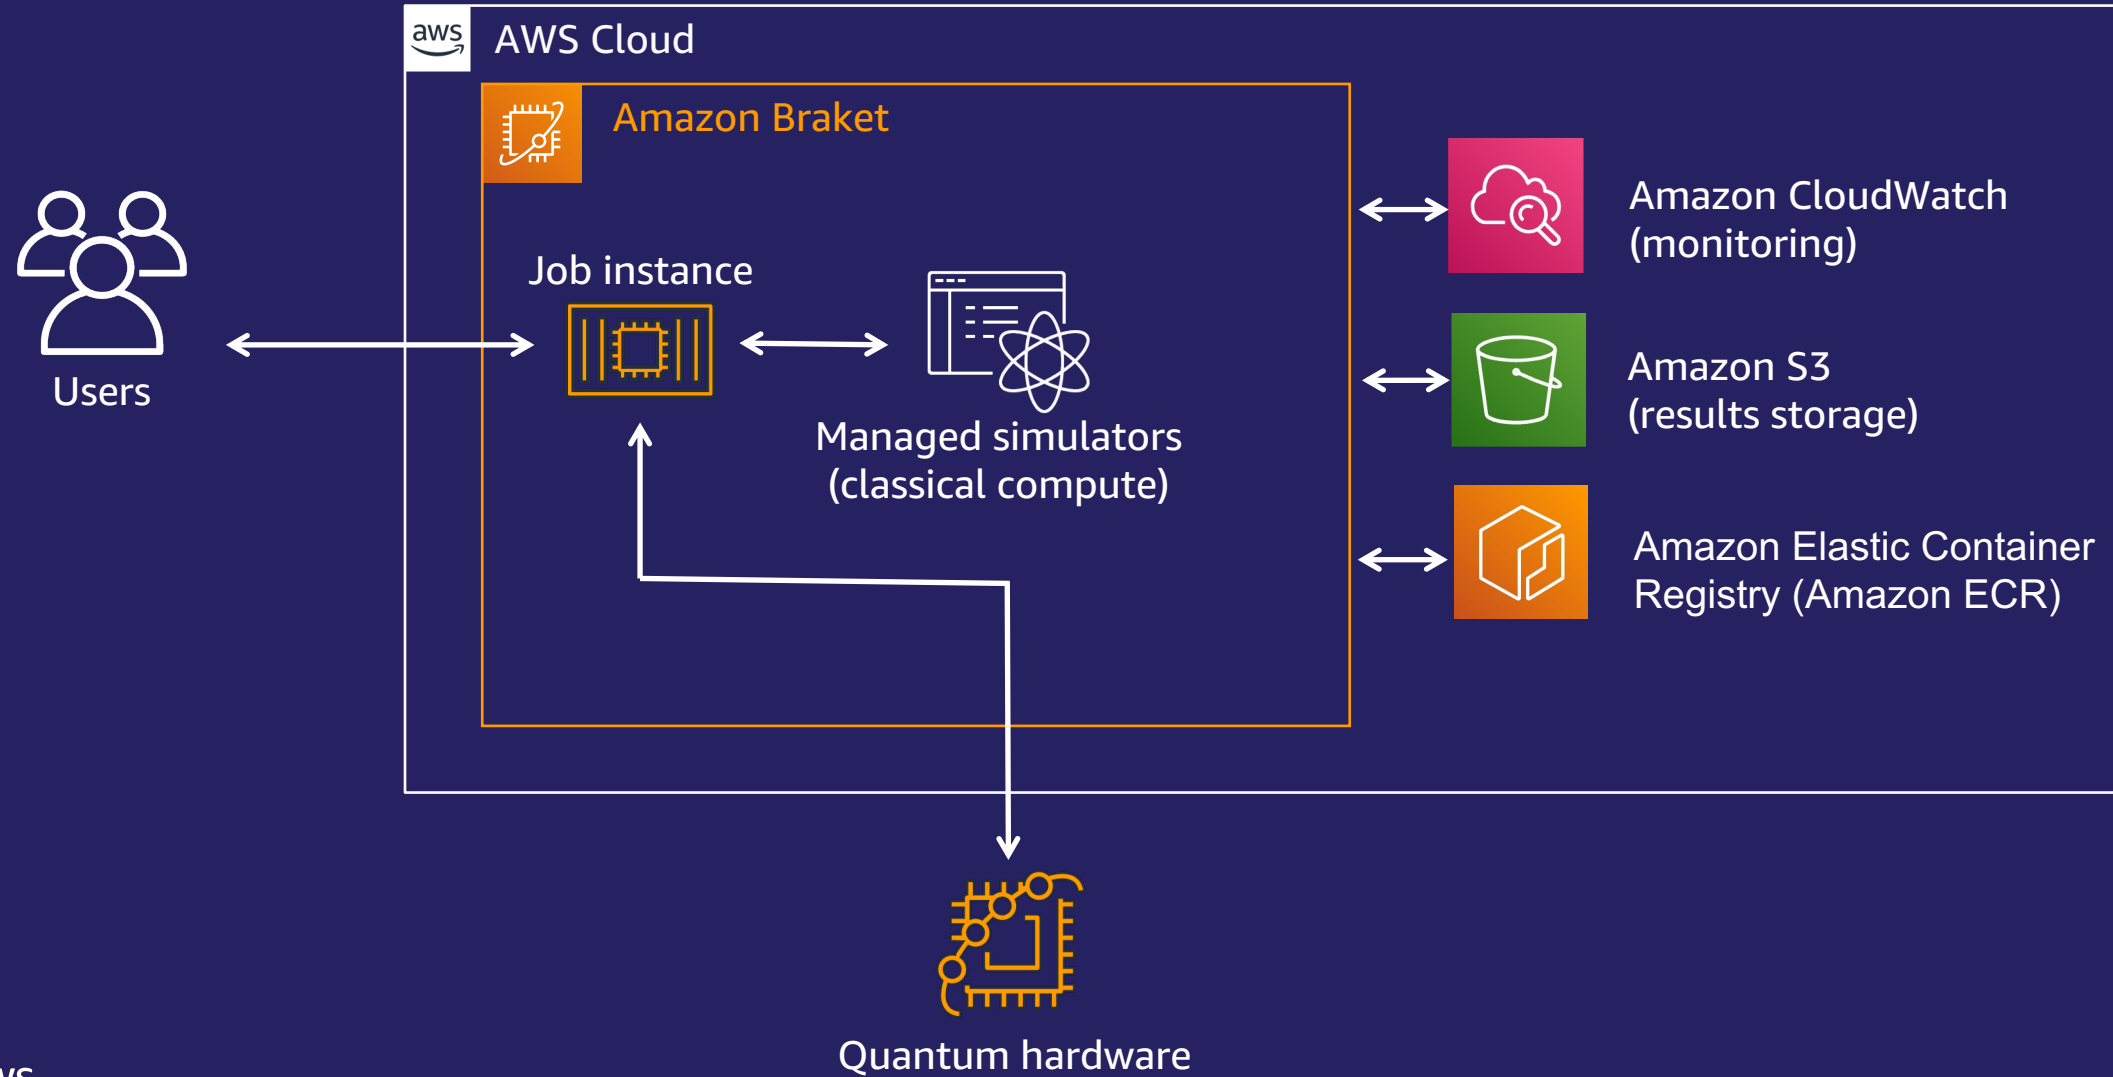 aws
AWS Cloud
Amazon Braket
Users
Job instance
Managed simulators
(classical compute)
Amazon CloudWatch
(monitoring)
Amazon S3
(results storage)
Amazon Elastic Container
Registry (Amazon ECR)
Quantum hardware